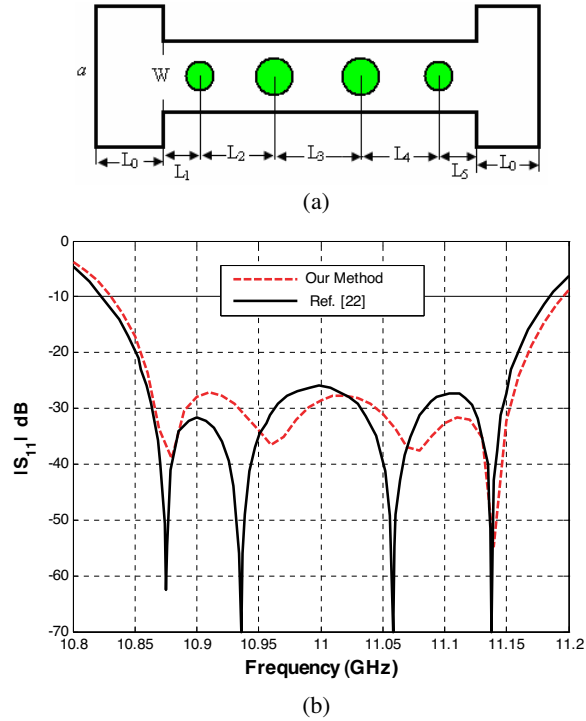 a
W
L₀
L₁
L₂
L₃
L₄
L₅
L₀
(a)
0
-10
-20
-30
-40
-50
-60
-70
|S₁₁| dB
Our Method
Ref. [22]
10.8
10.85
10.9
10.95
11
11.05
11.1
11.15
11.2
Frequency (GHz)
(b)